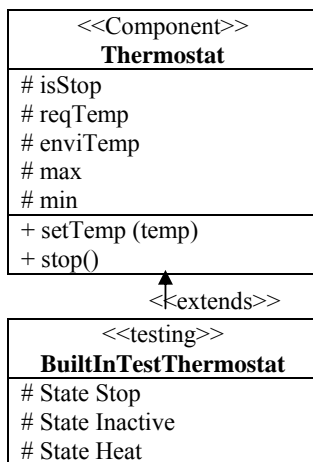 <<Component>>
Thermostat
# isStop
# reqTemp
# enviTemp
# max
# min
+ setTemp (temp)
+ stop()
<<extends>>
<<testing>>
BuiltInTestThermostat
# State Stop
# State Inactive
# State Heat